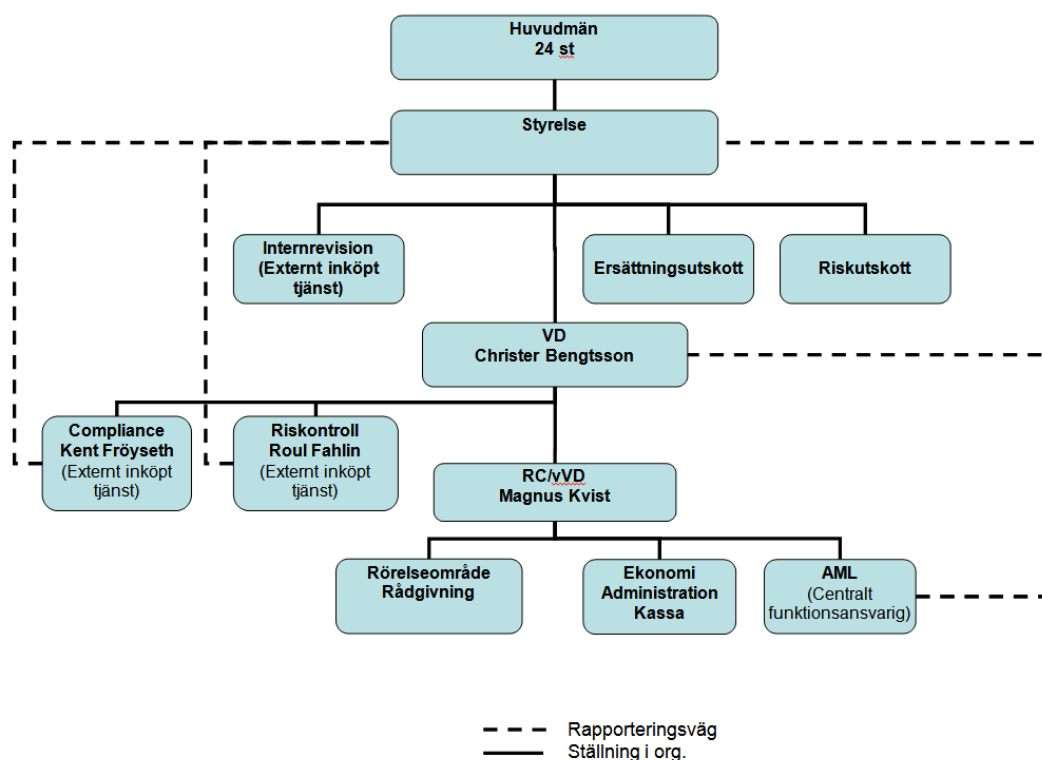 Huvudmän
24 st
Styrelse
Internrevision
(Externt inköpt
tjänst)
Ersättningsutskott
Riskutskott
VD
Christer Bengtsson
Compliance
Kent Fröyseth
(Externt inköpt
tjänst)
Riskontroll
Roul Fahlin
(Externt inköpt
tjänst)
RC/vVD
Magnus Kvist
Rörelseområde
Rådgivning
Ekonomi
Administration
Kassa
AML
(Centralt
funktionsansvarig)
Rapporteringsväg
Ställning i org.